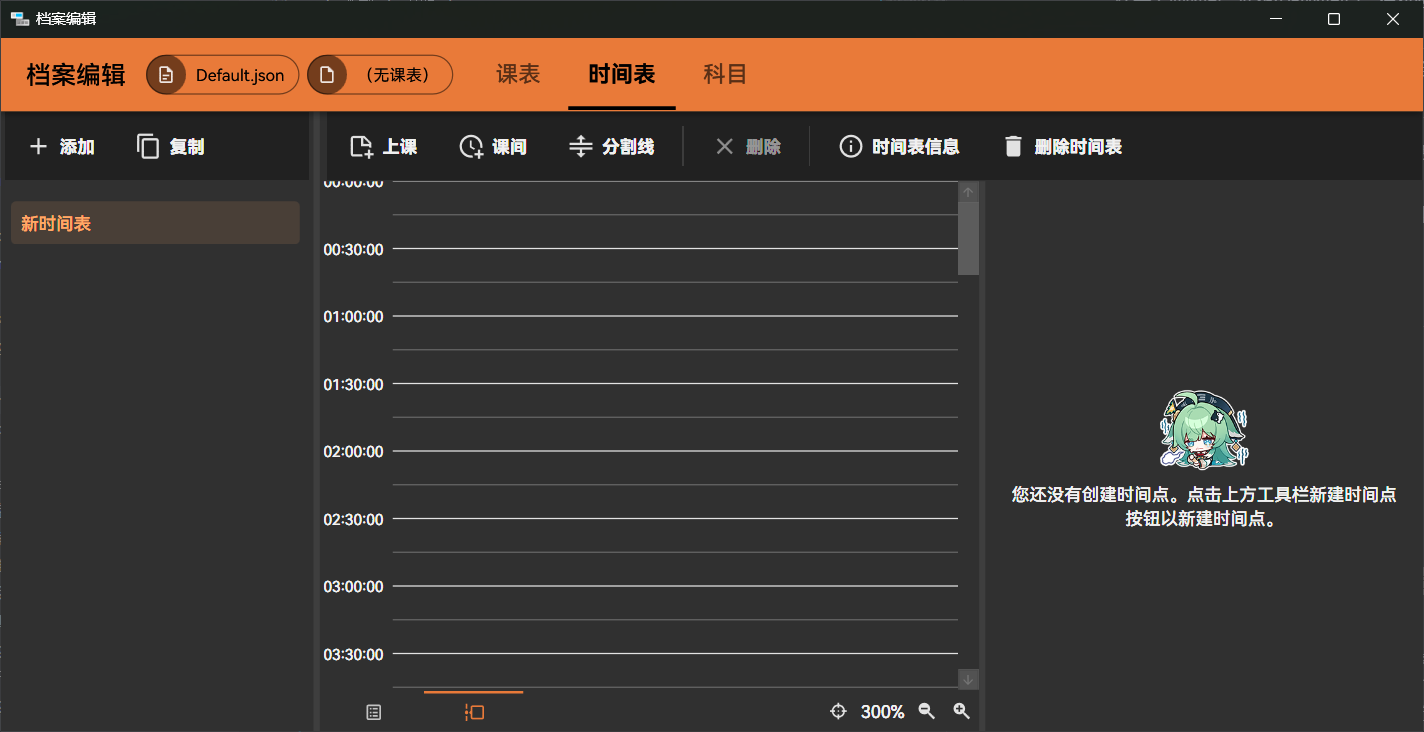 档案编辑
档案编辑
Default.json
（无课表）
课表
时间表
科目
添加
复制
上课
课间
分割线
删除
时间表信息
删除时间表
新时间表
00:00:00
00:30:00
01:00:00
01:30:00
02:00:00
02:30:00
03:00:00
03:30:00
您还没有创建时间点。点击上方工具栏新建时间点
按钮以新建时间点。
300%